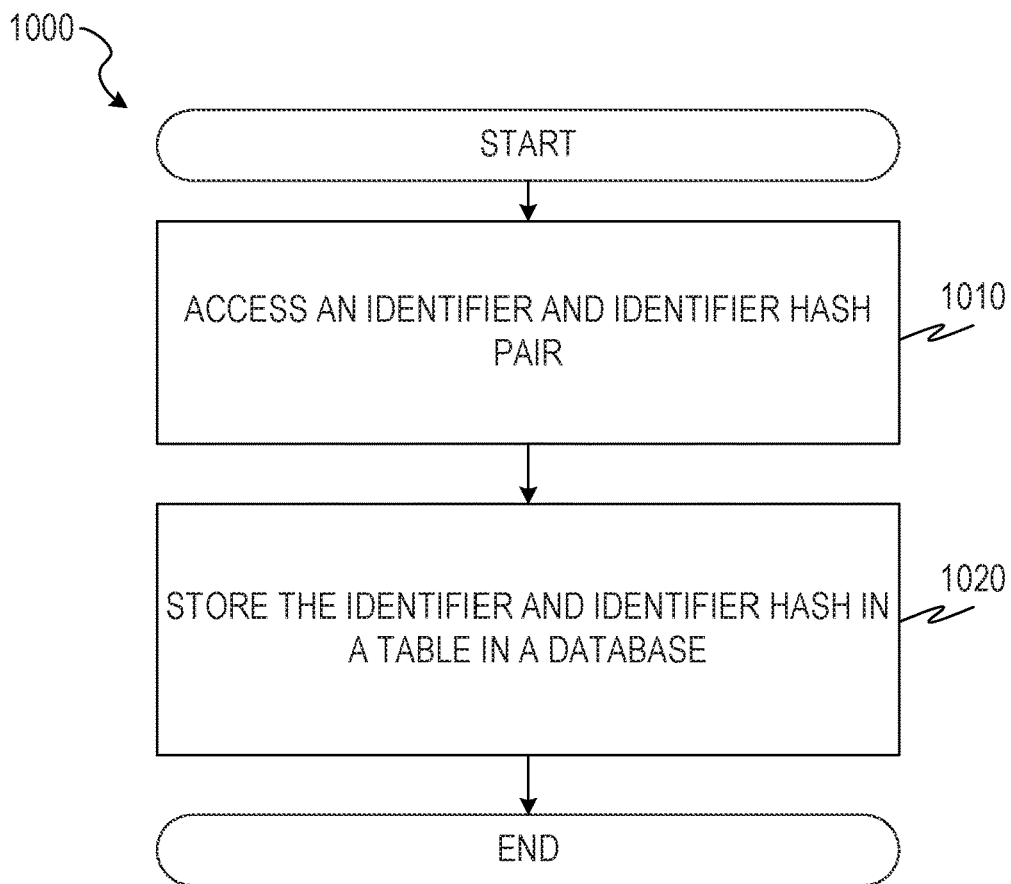 1000
START
ACCESS AN IDENTIFIER AND IDENTIFIER HASH
PAIR
1010
STORE THE IDENTIFIER AND IDENTIFIER HASH IN
A TABLE IN A DATABASE
1020
END